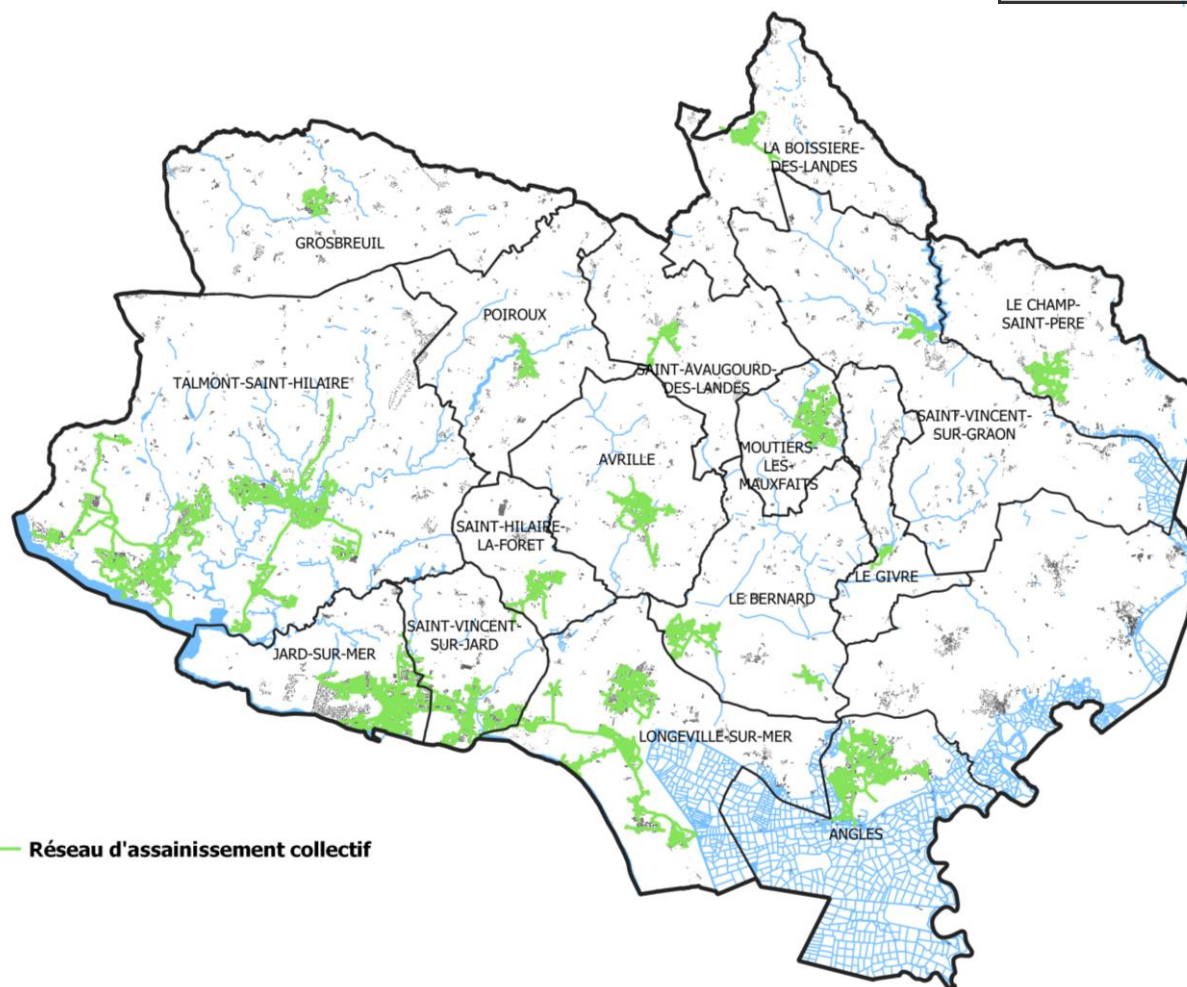 LA BOISSIERE-
DES-LANDES
GROSBREUIL
LE CHAMP-
SAINT-PERE
POIROUX
TALMONT-SAINT-HILAIRE
SAINT-AVAUGOURD-
DES-LANDES
SAINT-VINCENT-
SUR-GRAON
MOUTIERS-
LES-
MAUXFAITS
AVRILLE
SAINT-HILAIRE-
LA-FORET
LE GIVRE
LE BERNARD
SAINT-VINCENT-
SUR-JARD
JARD-SUR-MER
LONGEVILLE-SUR-MER
ANGLES
Réseau d'assainissement collectif